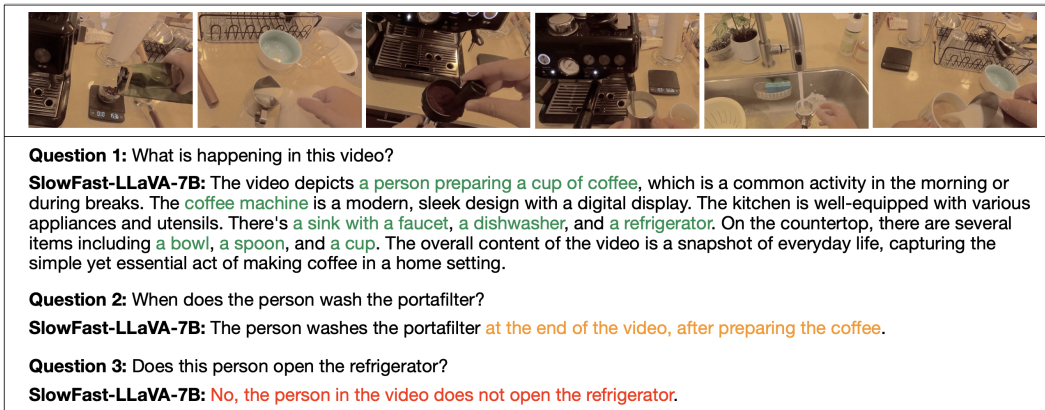 Question 1: What is happening in this video?
SlowFast-LLaVA-7B: The video depicts a person preparing a cup of coffee, which is a common activity in the morning or
during breaks. The coffee machine is a modern, sleek design with a digital display. The kitchen is well-equipped with various
appliances and utensils. There's a sink with a faucet, a dishwasher, and a refrigerator. On the countertop, there are several
items including a bowl, a spoon, and a cup. The overall content of the video is a snapshot of everyday life, capturing the
simple yet essential act of making coffee in a home setting.
Question 2: When does the person wash the portafilter?
SlowFast-LLaVA-7B: The person washes the portafilter at the end of the video, after preparing the coffee.
Question 3: Does this person open the refrigerator?
SlowFast-LLaVA-7B: No, the person in the video does not open the refrigerator.